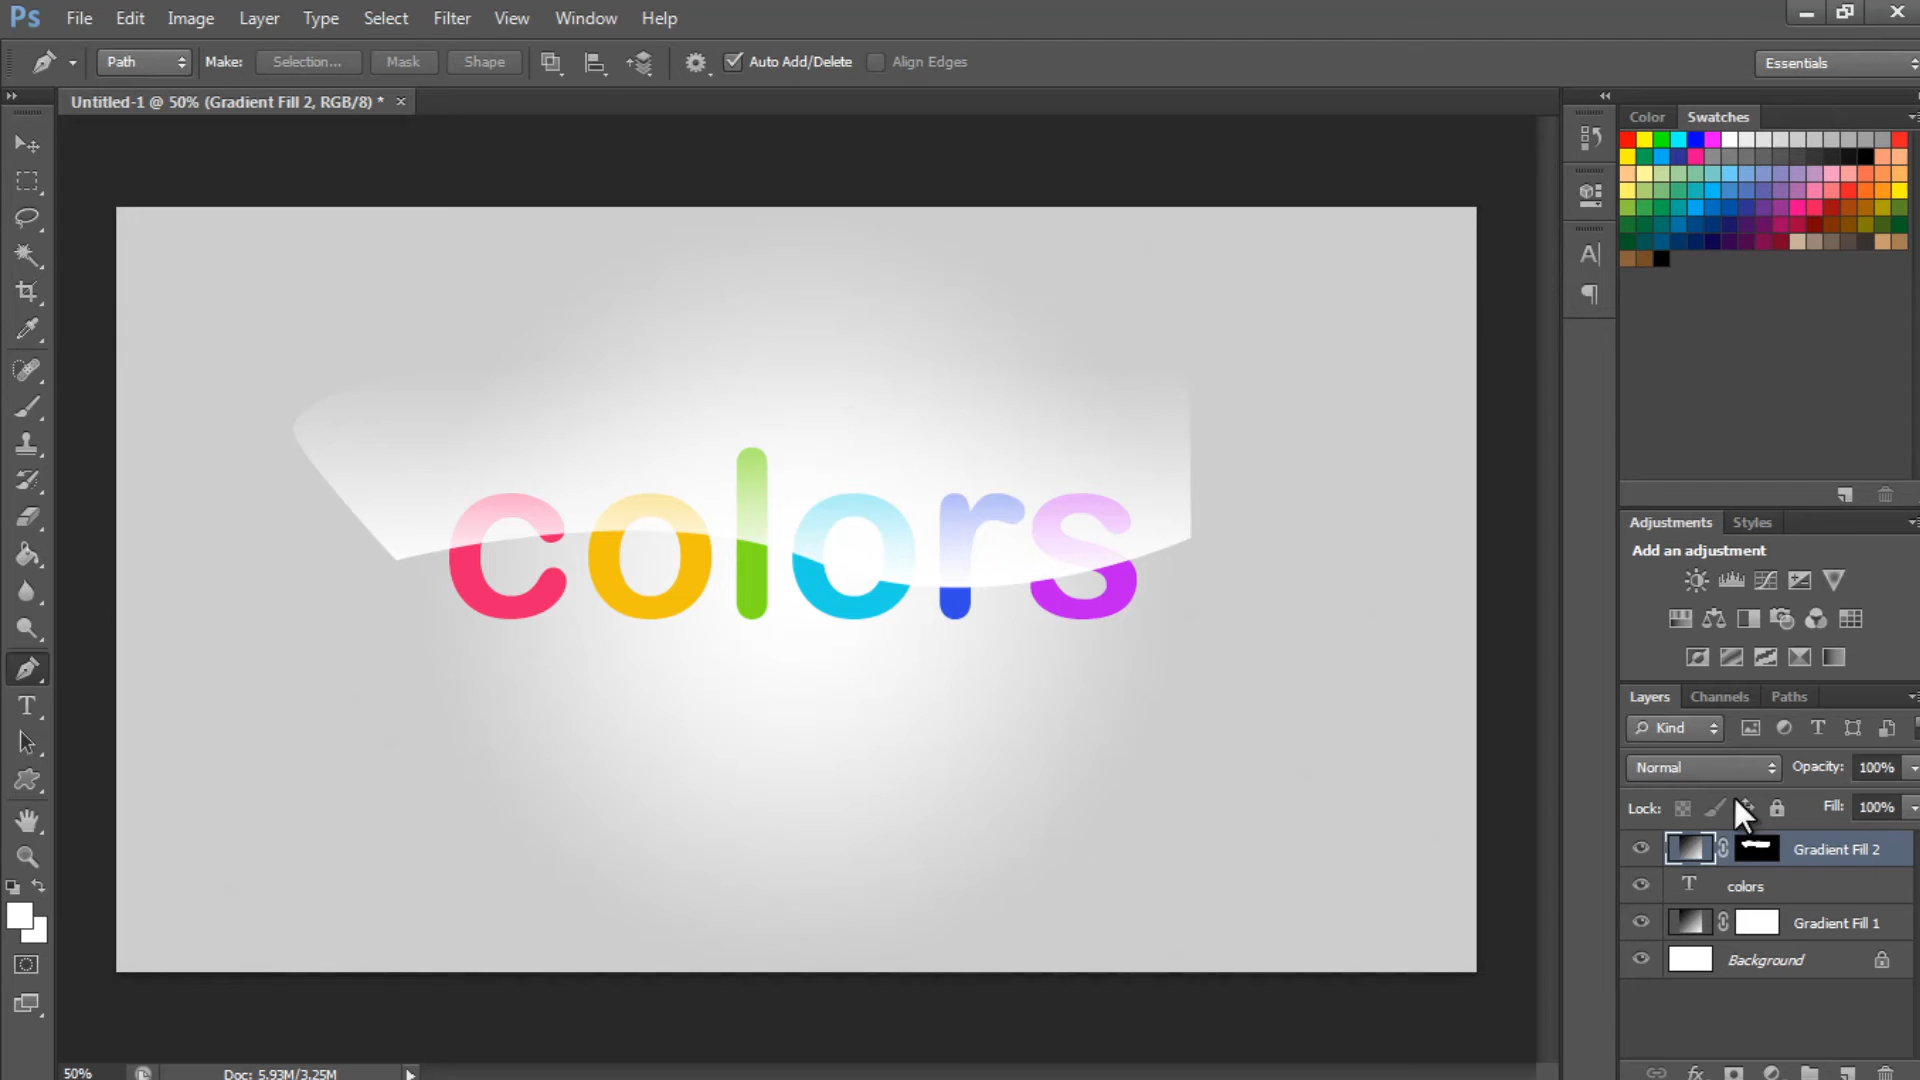 Ps File Edit Image Layer Type Select Filter View Window Help
Path Make: Selection... Mask Shape Auto Add/Delete Align Edges Essentials
Untitled-1 @ 50% (Gradient Fill 2, RGB/8) * ×
Color Swatches
colors
Adjustments Styles
Add an adjustment
Layers Channels Paths
Kind
Normal Opacity: 100%
Lock: Fill: 100%
Gradient Fill 2
T colors
Gradient Fill 1
Background
50% Doc: 5.93M/3.25M
fx